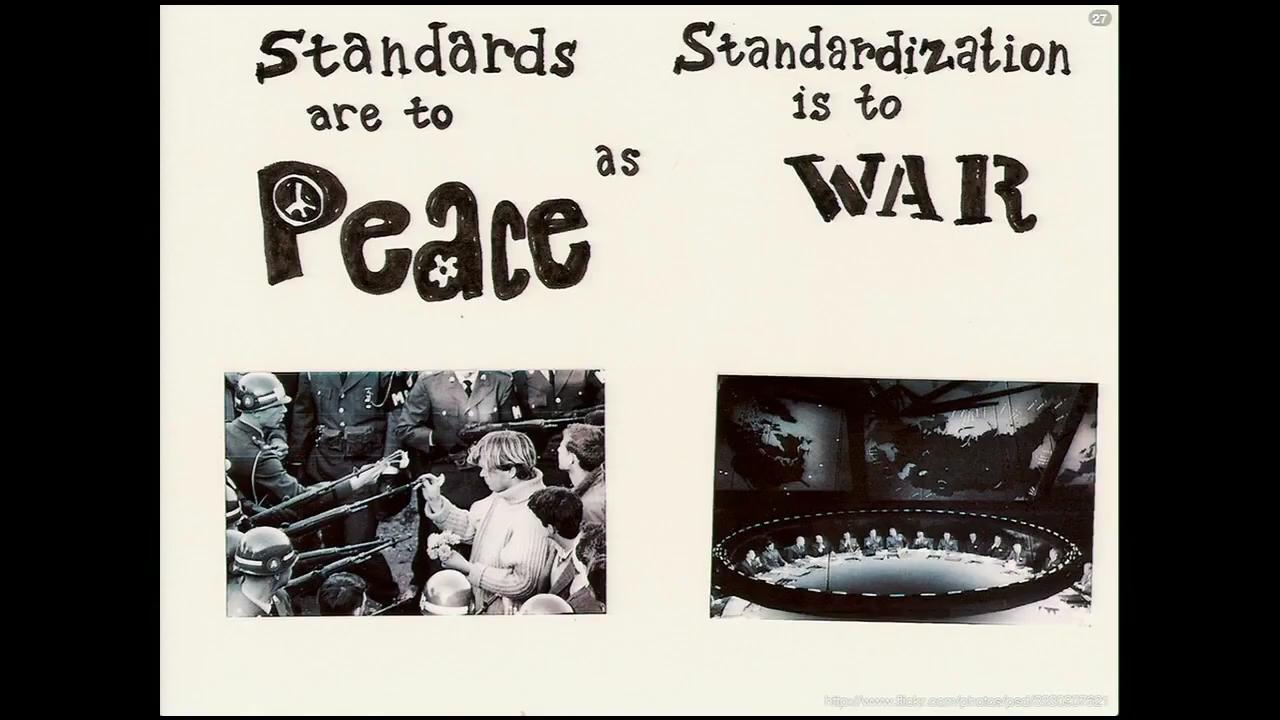 27
Standards
are to
Peace
as
Standardization
is to
WAR